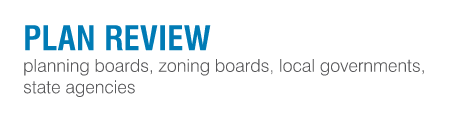 PLAN REVIEW
planning boards, zoning boards, local governments,
state agencies